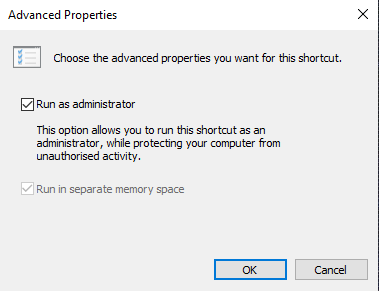 Advanced Properties
Choose the advanced properties you want for this shortcut.
Run as administrator
This option allows you to run this shortcut as an
administrator, while protecting your computer from
unauthorised activity.
Run in separate memory space
OK
Cancel